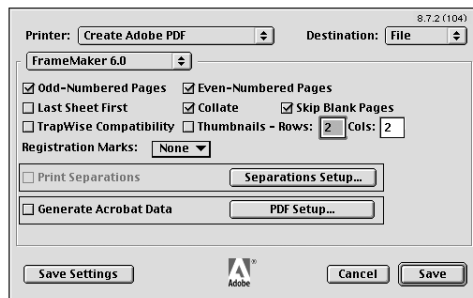 8.7.2 (104)
Printer: Create Adobe PDF Destination: File
FrameMaker 6.0
Odd-Numbered Pages Even-Numbered Pages
Last Sheet First Collate Skip Blank Pages
TrapWise Compatibility Thumbnails - Rows: 2 Cols: 2
Registration Marks: None
Print Separations Separations Setup...
Generate Acrobat Data PDF Setup...
Save Settings Adobe® Cancel Save